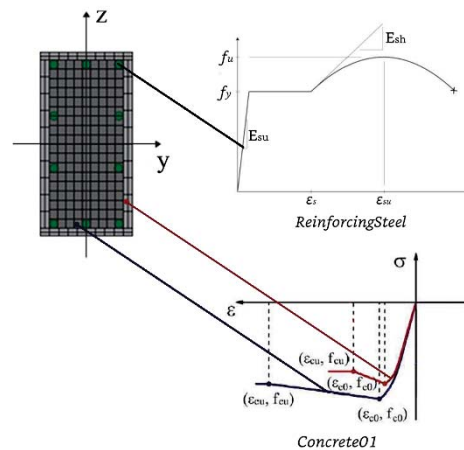 z
y
E_sh
f_u
f_y
E_su
ε_s
ε_su
ReinforcingSteel
σ
ε
(ε_cu, f_cu)
(ε_c0, f_c0)
(ε_cu, f_cu)
(ε_c0, f_c0)
Concrete01